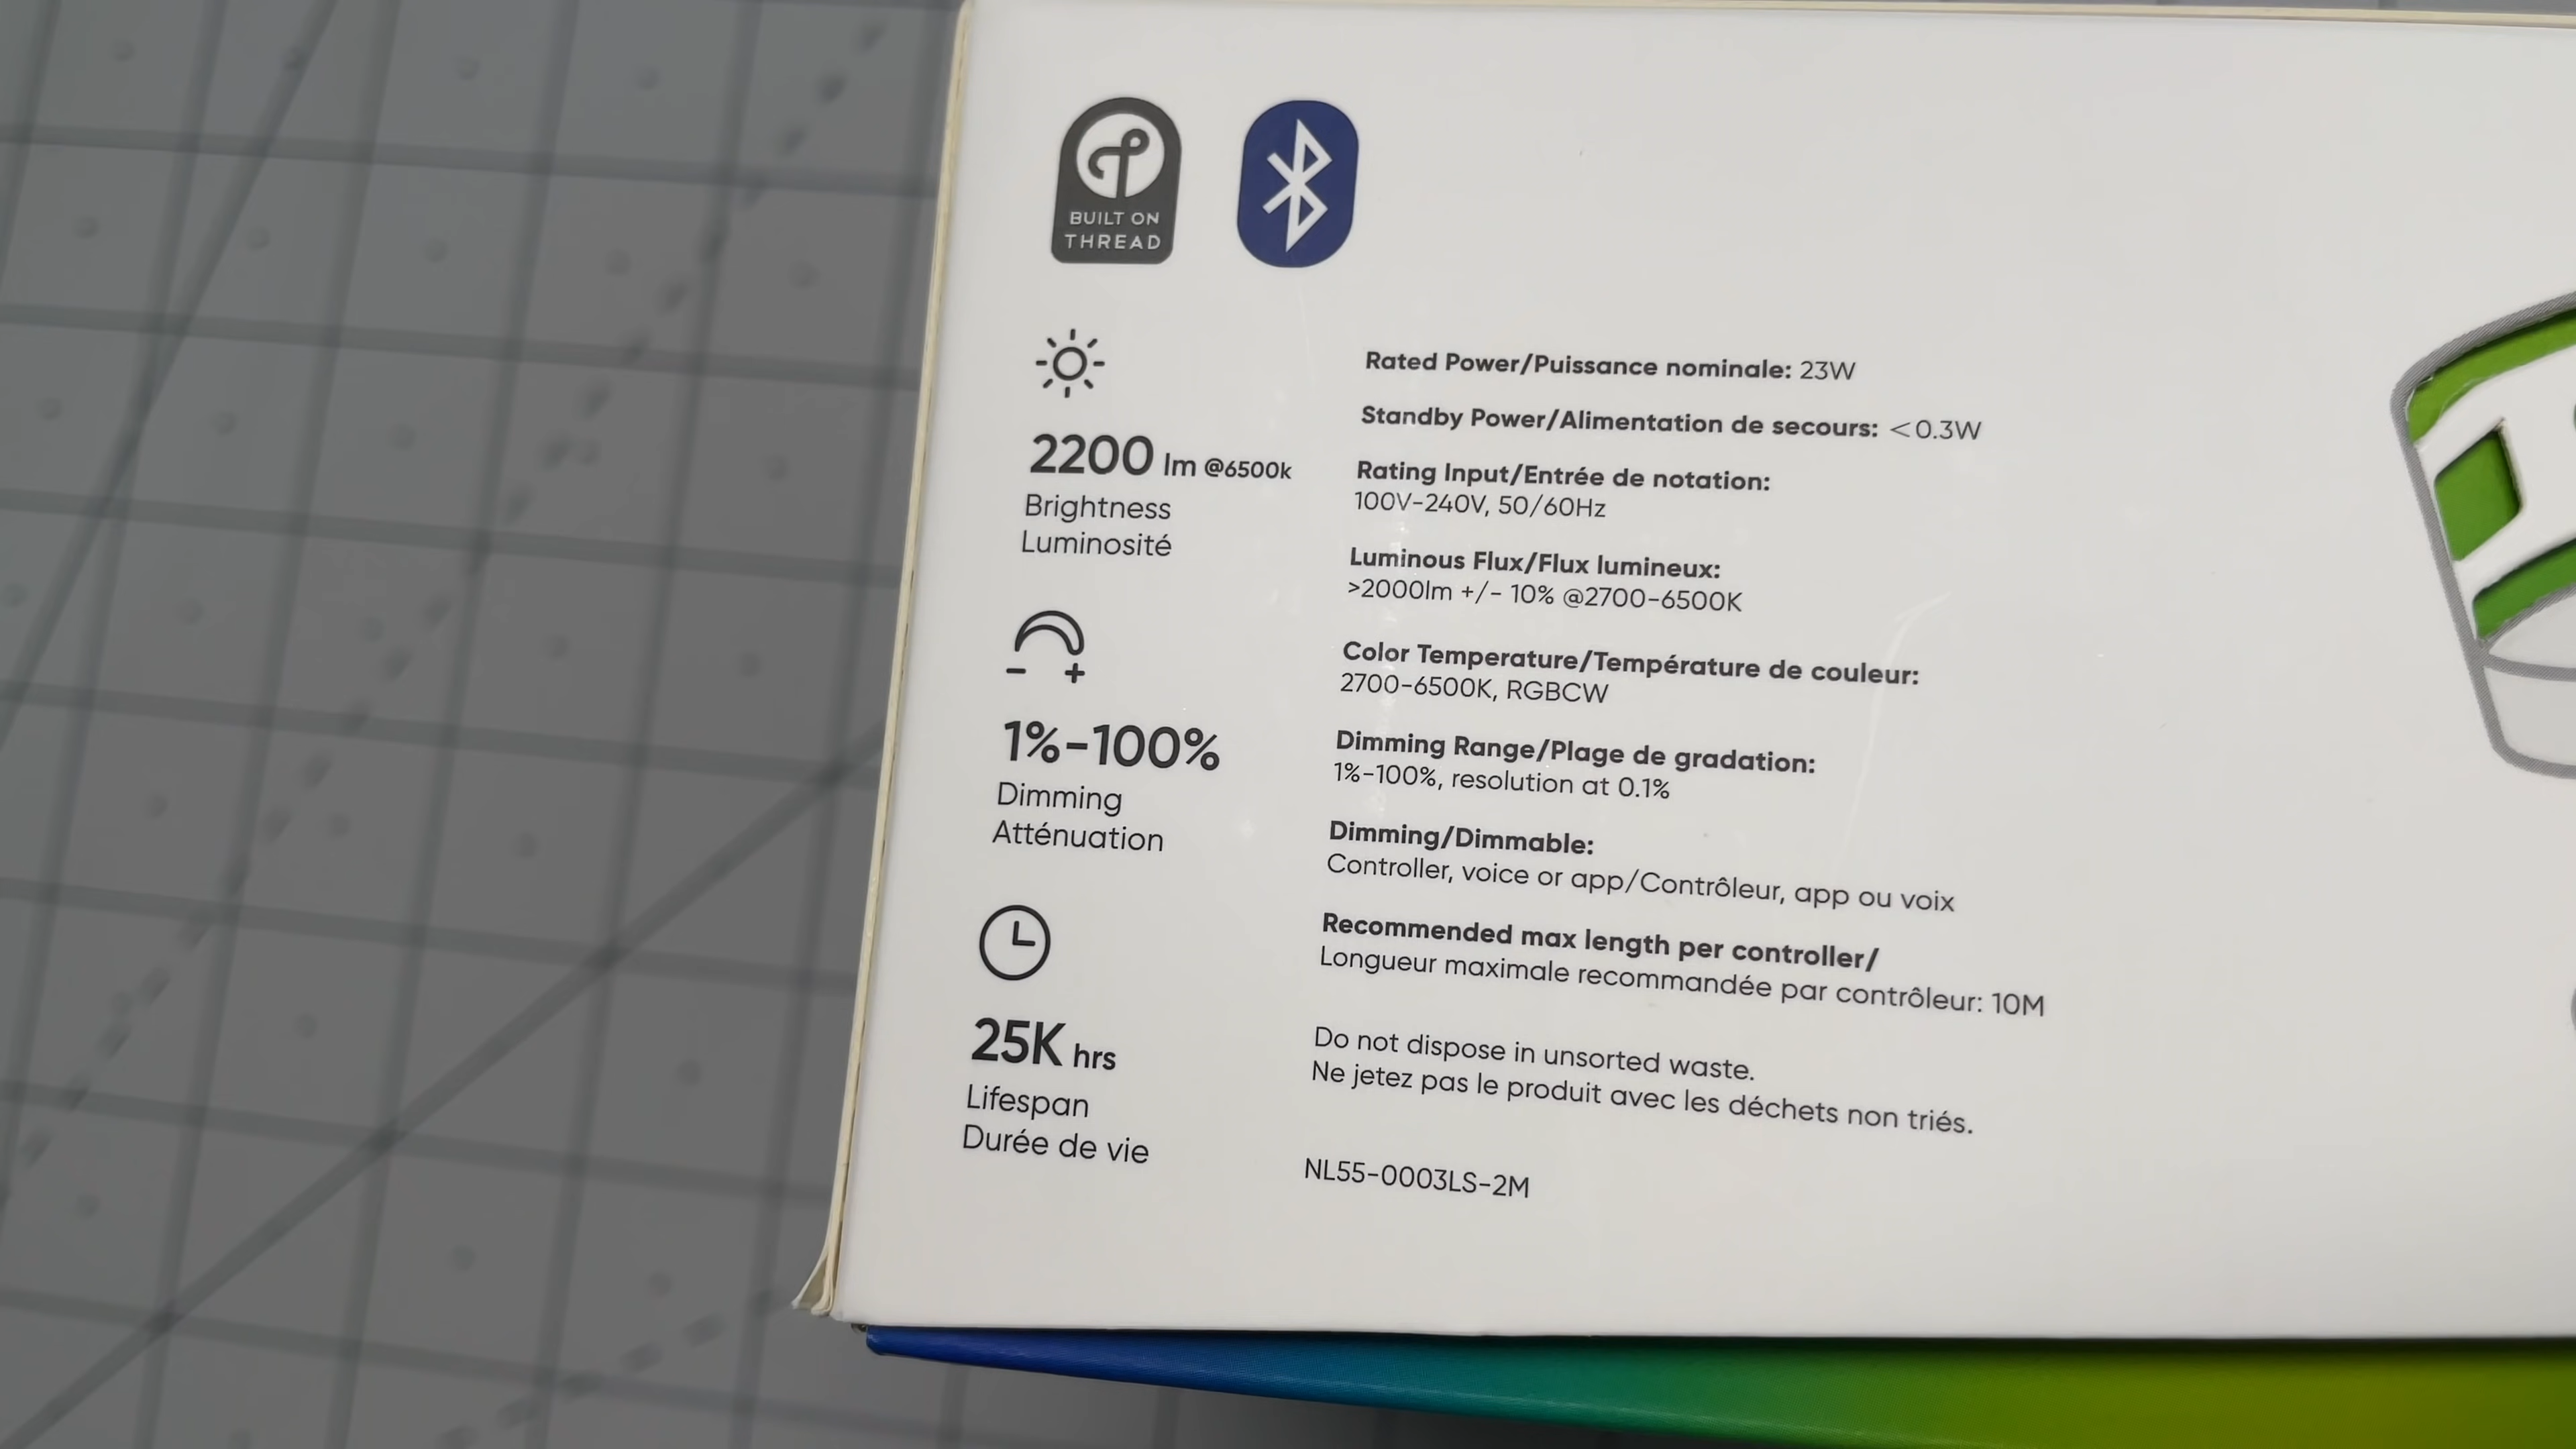 BUILT ON
THREAD
2200 lm @6500k
Brightness
Luminosité
1%-100%
Dimming
Atténuation
25K hrs
Lifespan
Durée de vie
Rated Power/Puissance nominale: 23W
Standby Power/Alimentation de secours: <0.3W
Rating Input/Entrée de notation:
100V-240V, 50/60Hz
Luminous Flux/Flux lumineux:
>2000lm +/- 10% @2700-6500K
Color Temperature/Température de couleur:
2700-6500K, RGBCW
Dimming Range/Plage de gradation:
1%-100%, resolution at 0.1%
Dimming/Dimmable:
Controller, voice or app/Contrôleur, app ou voix
Recommended max length per controller/
Longueur maximale recommandée par contrôleur: 10M
Do not dispose in unsorted waste.
Ne jetez pas le produit avec les déchets non triés.
NL55-0003LS-2M